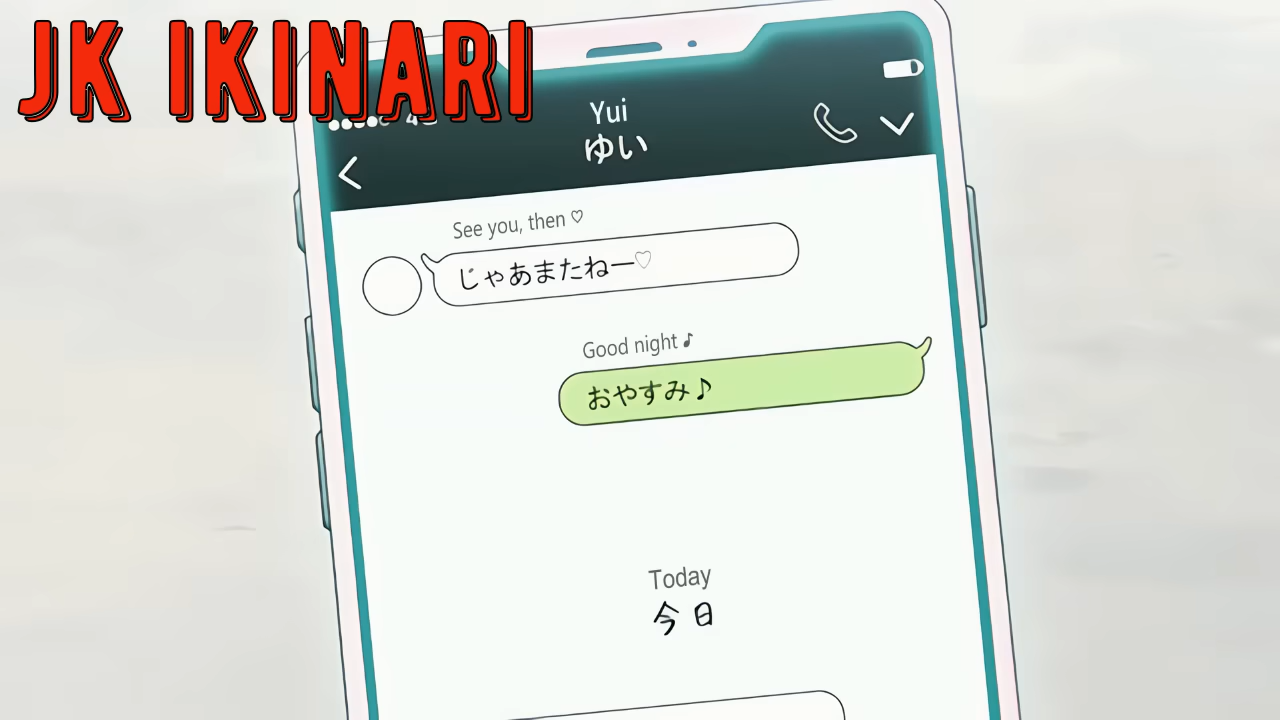 JK IKINARI
Yui
ゆい
See you, then ♡
じゃあまたねー♡
Good night ♪
おやすみ♪
Today
今日